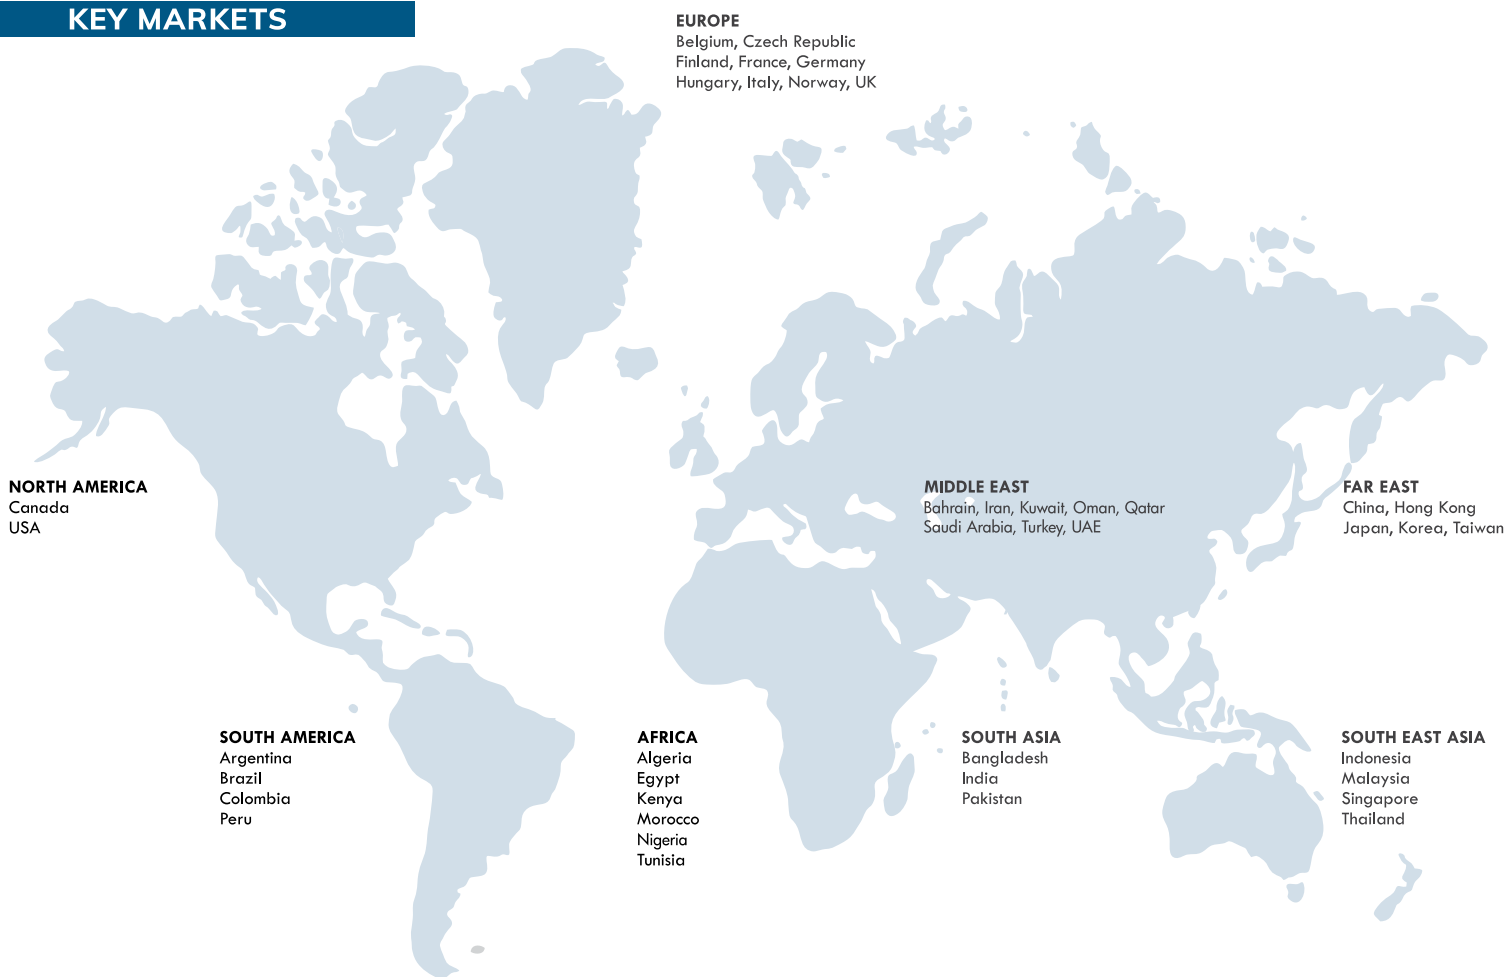 KEY MARKETS
EUROPE
Belgium, Czech Republic
Finland, France, Germany
Hungary, Italy, Norway, UK
NORTH AMERICA
Canada
USA
MIDDLE EAST
Bahrain, Iran, Kuwait, Oman, Qatar
Saudi Arabia, Turkey, UAE
FAR EAST
China, Hong Kong
Japan, Korea, Taiwan
SOUTH AMERICA
Argentina
Brazil
Colombia
Peru
AFRICA
Algeria
Egypt
Kenya
Morocco
Nigeria
Tunisia
SOUTH ASIA
Bangladesh
India
Pakistan
SOUTH EAST ASIA
Indonesia
Malaysia
Singapore
Thailand